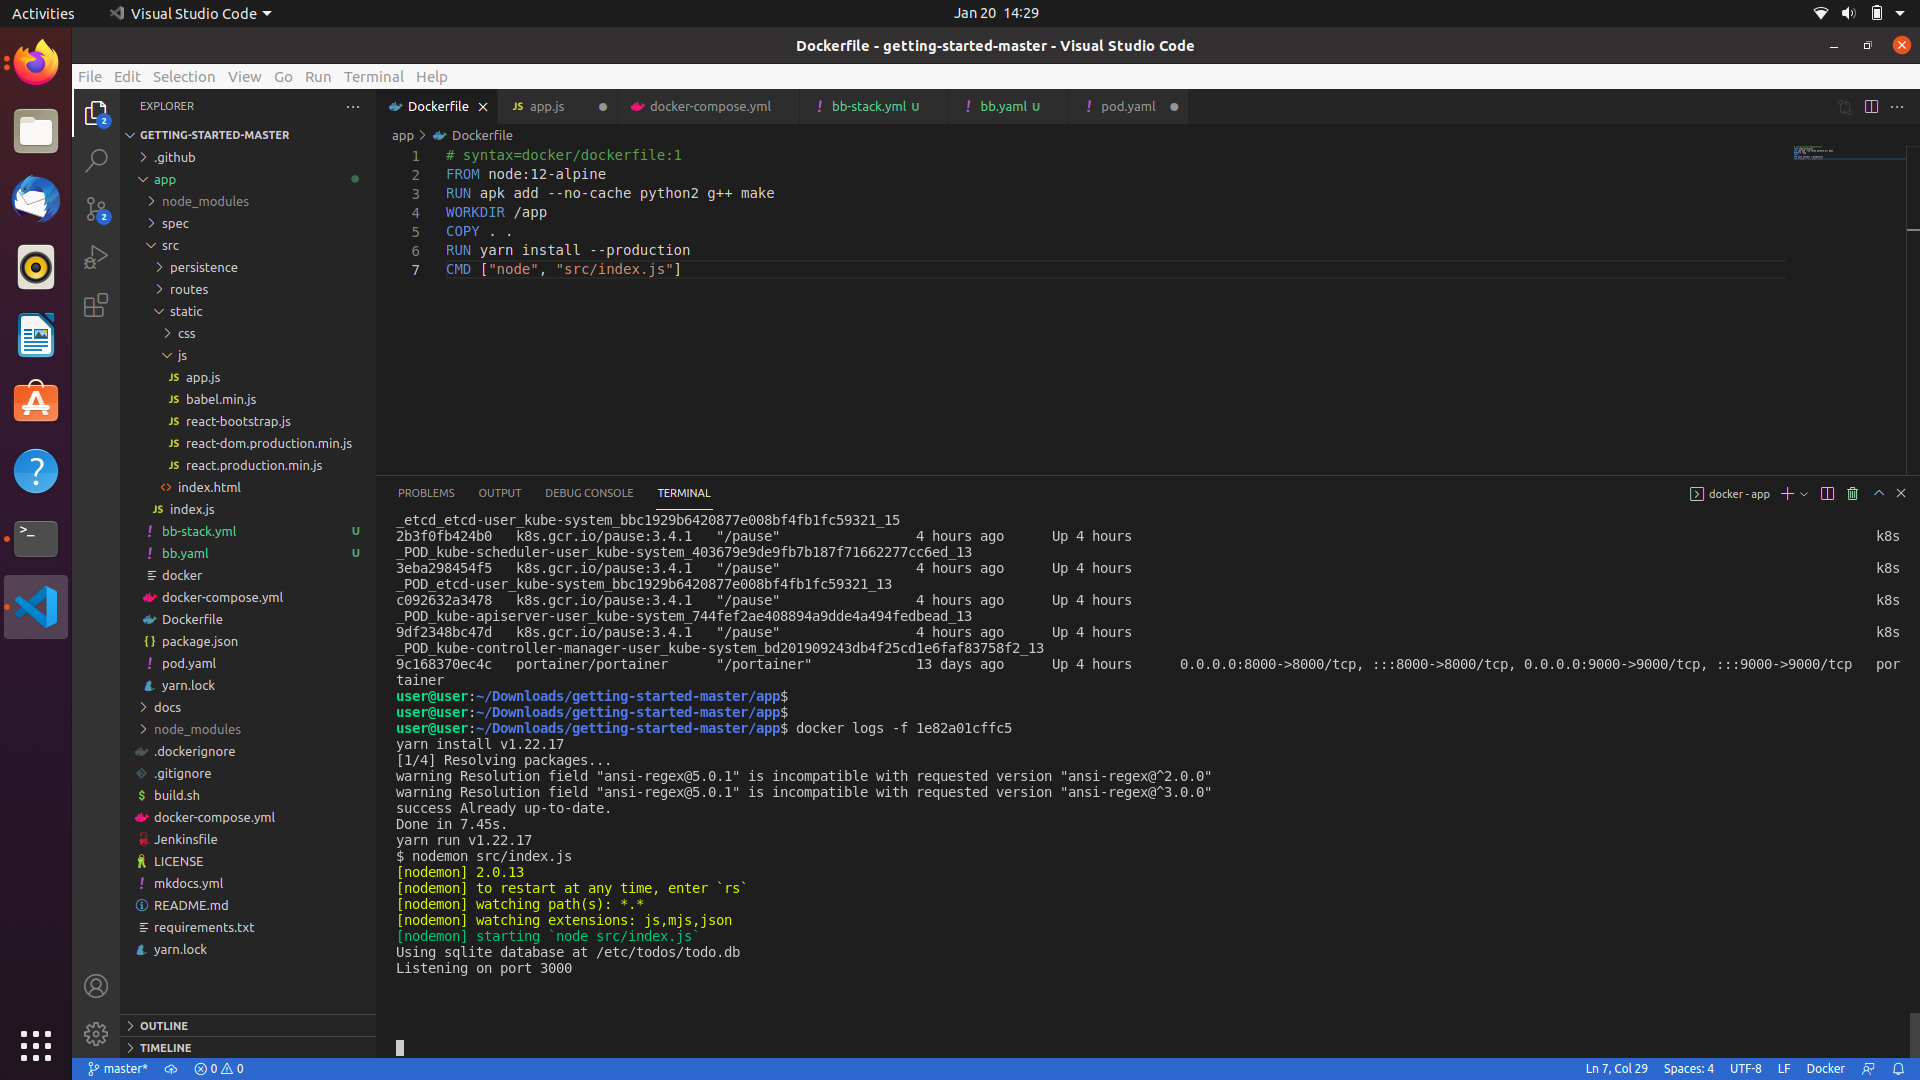 Activities
Visual Studio Code
Jan 20 14:29
Dockerfile - getting-started-master - Visual Studio Code
File Edit Selection View Go Run Terminal Help
EXPLORER
GETTING-STARTED-MASTER
.github
app
node_modules
spec
src
persistence
routes
static
css
js
JS app.js
JS babel.min.js
JS react-bootstrap.js
JS react-dom.production.min.js
JS react.production.min.js
<> index.html
JS index.js
! bb-stack.yml U
! bb.yaml U
docker
docker-compose.yml
Dockerfile
{} package.json
! pod.yaml
yarn.lock
docs
node_modules
.dockerignore
.gitignore
$ build.sh
docker-compose.yml
Jenkinsfile
LICENSE
! mkdocs.yml
README.md
requirements.txt
yarn.lock
OUTLINE
TIMELINE
2
2
Dockerfile JS app.js docker-compose.yml ! bb-stack.yml U ! bb.yaml U ! pod.yaml
app > Dockerfile
1 # syntax=docker/dockerfile:1
2 FROM node:12-alpine
3 RUN apk add --no-cache python2 g++ make
4 WORKDIR /app
5 COPY . .
6 RUN yarn install --production
7 CMD ["node", "src/index.js"]
PROBLEMS OUTPUT DEBUG CONSOLE TERMINAL
docker - app
_etcd_etcd-user_kube-system_bbc1929b6420877e008bf4fb1fc59321_15
2b3f0fb424b0 k8s.gcr.io/pause:3.4.1 "/pause" 4 hours ago Up 4 hours k8s
_POD_kube-scheduler-user_kube-system_403679e9de9fb7b187f71662277cc6ed_13
3eba298454f5 k8s.gcr.io/pause:3.4.1 "/pause" 4 hours ago Up 4 hours k8s
_POD_etcd-user_kube-system_bbc1929b6420877e008bf4fb1fc59321_13
c092632a3478 k8s.gcr.io/pause:3.4.1 "/pause" 4 hours ago Up 4 hours k8s
_POD_kube-apiserver-user_kube-system_744fef2ae408894a9dde4a494fedbead_13
9df2348bc47d k8s.gcr.io/pause:3.4.1 "/pause" 4 hours ago Up 4 hours k8s
_POD_kube-controller-manager-user_kube-system_bd201909243db4f25cd1e6faf83758f2_13
9c168370ec4c portainer/portainer "/portainer" 13 days ago Up 4 hours 0.0.0.0:8000->8000/tcp, :::8000->8000/tcp, 0.0.0.0:9000->9000/tcp, :::9000->9000/tcp por
tainer
user@user:~/Downloads/getting-started-master/app$
user@user:~/Downloads/getting-started-master/app$
user@user:~/Downloads/getting-started-master/app$ docker logs -f 1e82a01cffc5
yarn install v1.22.17
[1/4] Resolving packages...
warning Resolution field "ansi-regex@5.0.1" is incompatible with requested version "ansi-regex@^2.0.0"
warning Resolution field "ansi-regex@5.0.1" is incompatible with requested version "ansi-regex@^3.0.0"
success Already up-to-date.
Done in 7.45s.
yarn run v1.22.17
$ nodemon src/index.js
[nodemon] 2.0.13
[nodemon] to restart at any time, enter `rs`
[nodemon] watching path(s): *.*
[nodemon] watching extensions: js,mjs,json
[nodemon] starting `node src/index.js`
Using sqlite database at /etc/todos/todo.db
Listening on port 3000
master* 0 0
Ln 7, Col 29 Spaces: 4 UTF-8 LF Docker